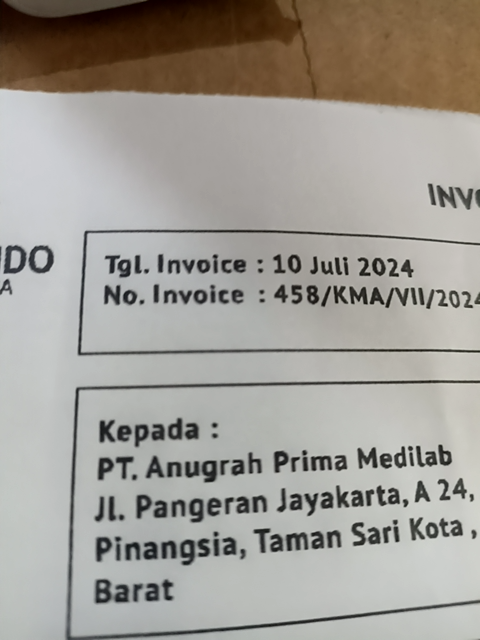 INVO
DO
A
Tgl. Invoice : 10 Juli 2024
No. Invoice : 458/KMA/VII/2024
Kepada :
PT. Anugrah Prima Medilab
Jl. Pangeran Jayakarta, A 24,
Pinangsia, Taman Sari Kota ,
Barat